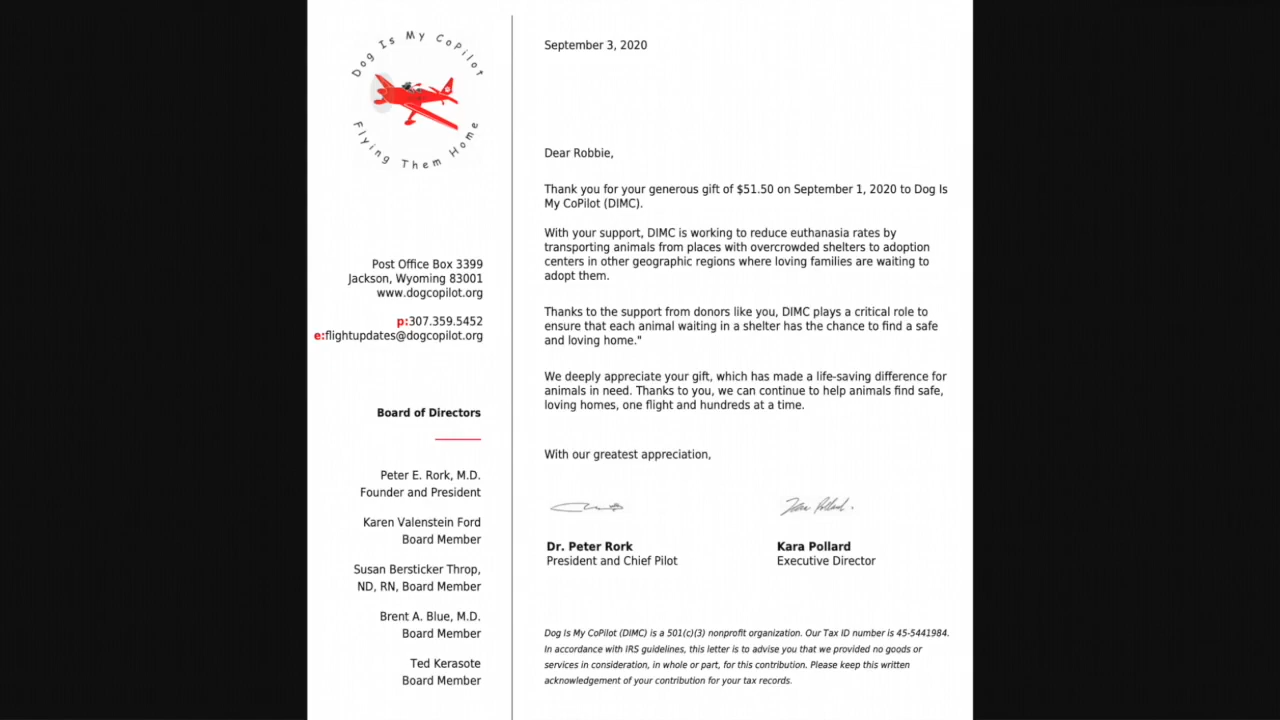 Dog Is My CoPilot
Flying Them Home
Post Office Box 3399
Jackson, Wyoming 83001
www.dogcopilot.org
p:307.359.5452
e:flightupdates@dogcopilot.org
Board of Directors
Peter E. Rork, M.D.
Founder and President
Karen Valenstein Ford
Board Member
Susan Bersticker Throp,
ND, RN, Board Member
Brent A. Blue, M.D.
Board Member
Ted Kerasote
Board Member
September 3, 2020
Dear Robbie,
Thank you for your generous gift of $51.50 on September 1, 2020 to Dog Is
My CoPilot (DIMC).
With your support, DIMC is working to reduce euthanasia rates by
transporting animals from places with overcrowded shelters to adoption
centers in other geographic regions where loving families are waiting to
adopt them.
Thanks to the support from donors like you, DIMC plays a critical role to
ensure that each animal waiting in a shelter has the chance to find a safe
and loving home."
We deeply appreciate your gift, which has made a life-saving difference for
animals in need. Thanks to you, we can continue to help animals find safe,
loving homes, one flight and hundreds at a time.
With our greatest appreciation,
Kara Pollard.
Dr. Peter Rork
President and Chief Pilot
Kara Pollard
Executive Director
Dog Is My CoPilot (DIMC) is a 501(c)(3) nonprofit organization. Our Tax ID number is 45-5441984.
In accordance with IRS guidelines, this letter is to advise you that we provided no goods or
services in consideration, in whole or part, for this contribution. Please keep this written
acknowledgement of your contribution for your tax records.